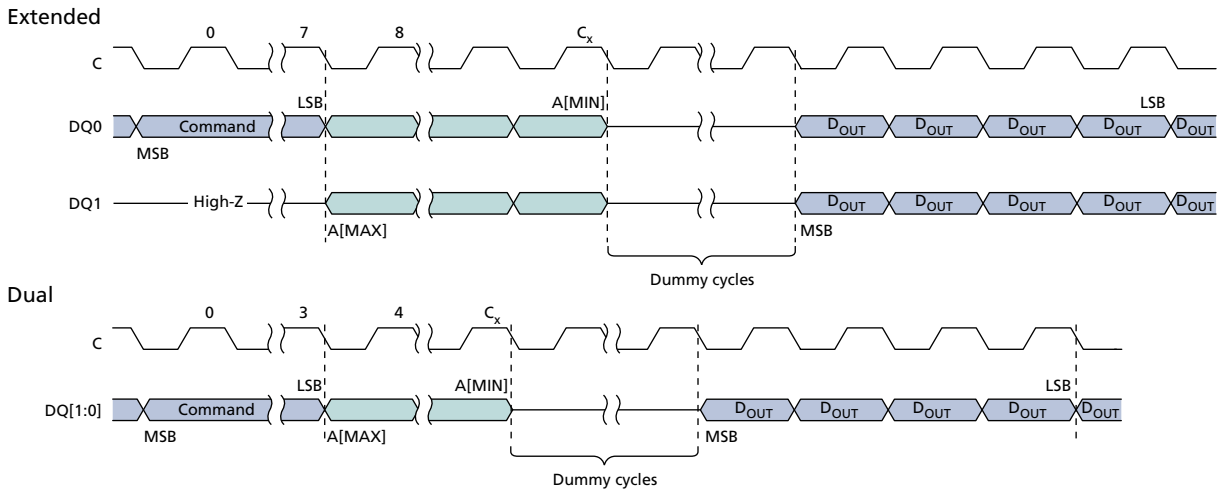 Extended
0 7 8 Cx
C
LSB A[MIN] LSB
DQ0 Command DOUT DOUT DOUT DOUT DOUT
MSB
DQ1 High-Z DOUT DOUT DOUT DOUT DOUT
A[MAX] MSB
Dummy cycles
Dual
0 3 4 Cx
C
LSB A[MIN] LSB
DQ[1:0] Command DOUT DOUT DOUT DOUT DOUT
MSB A[MAX] MSB
Dummy cycles